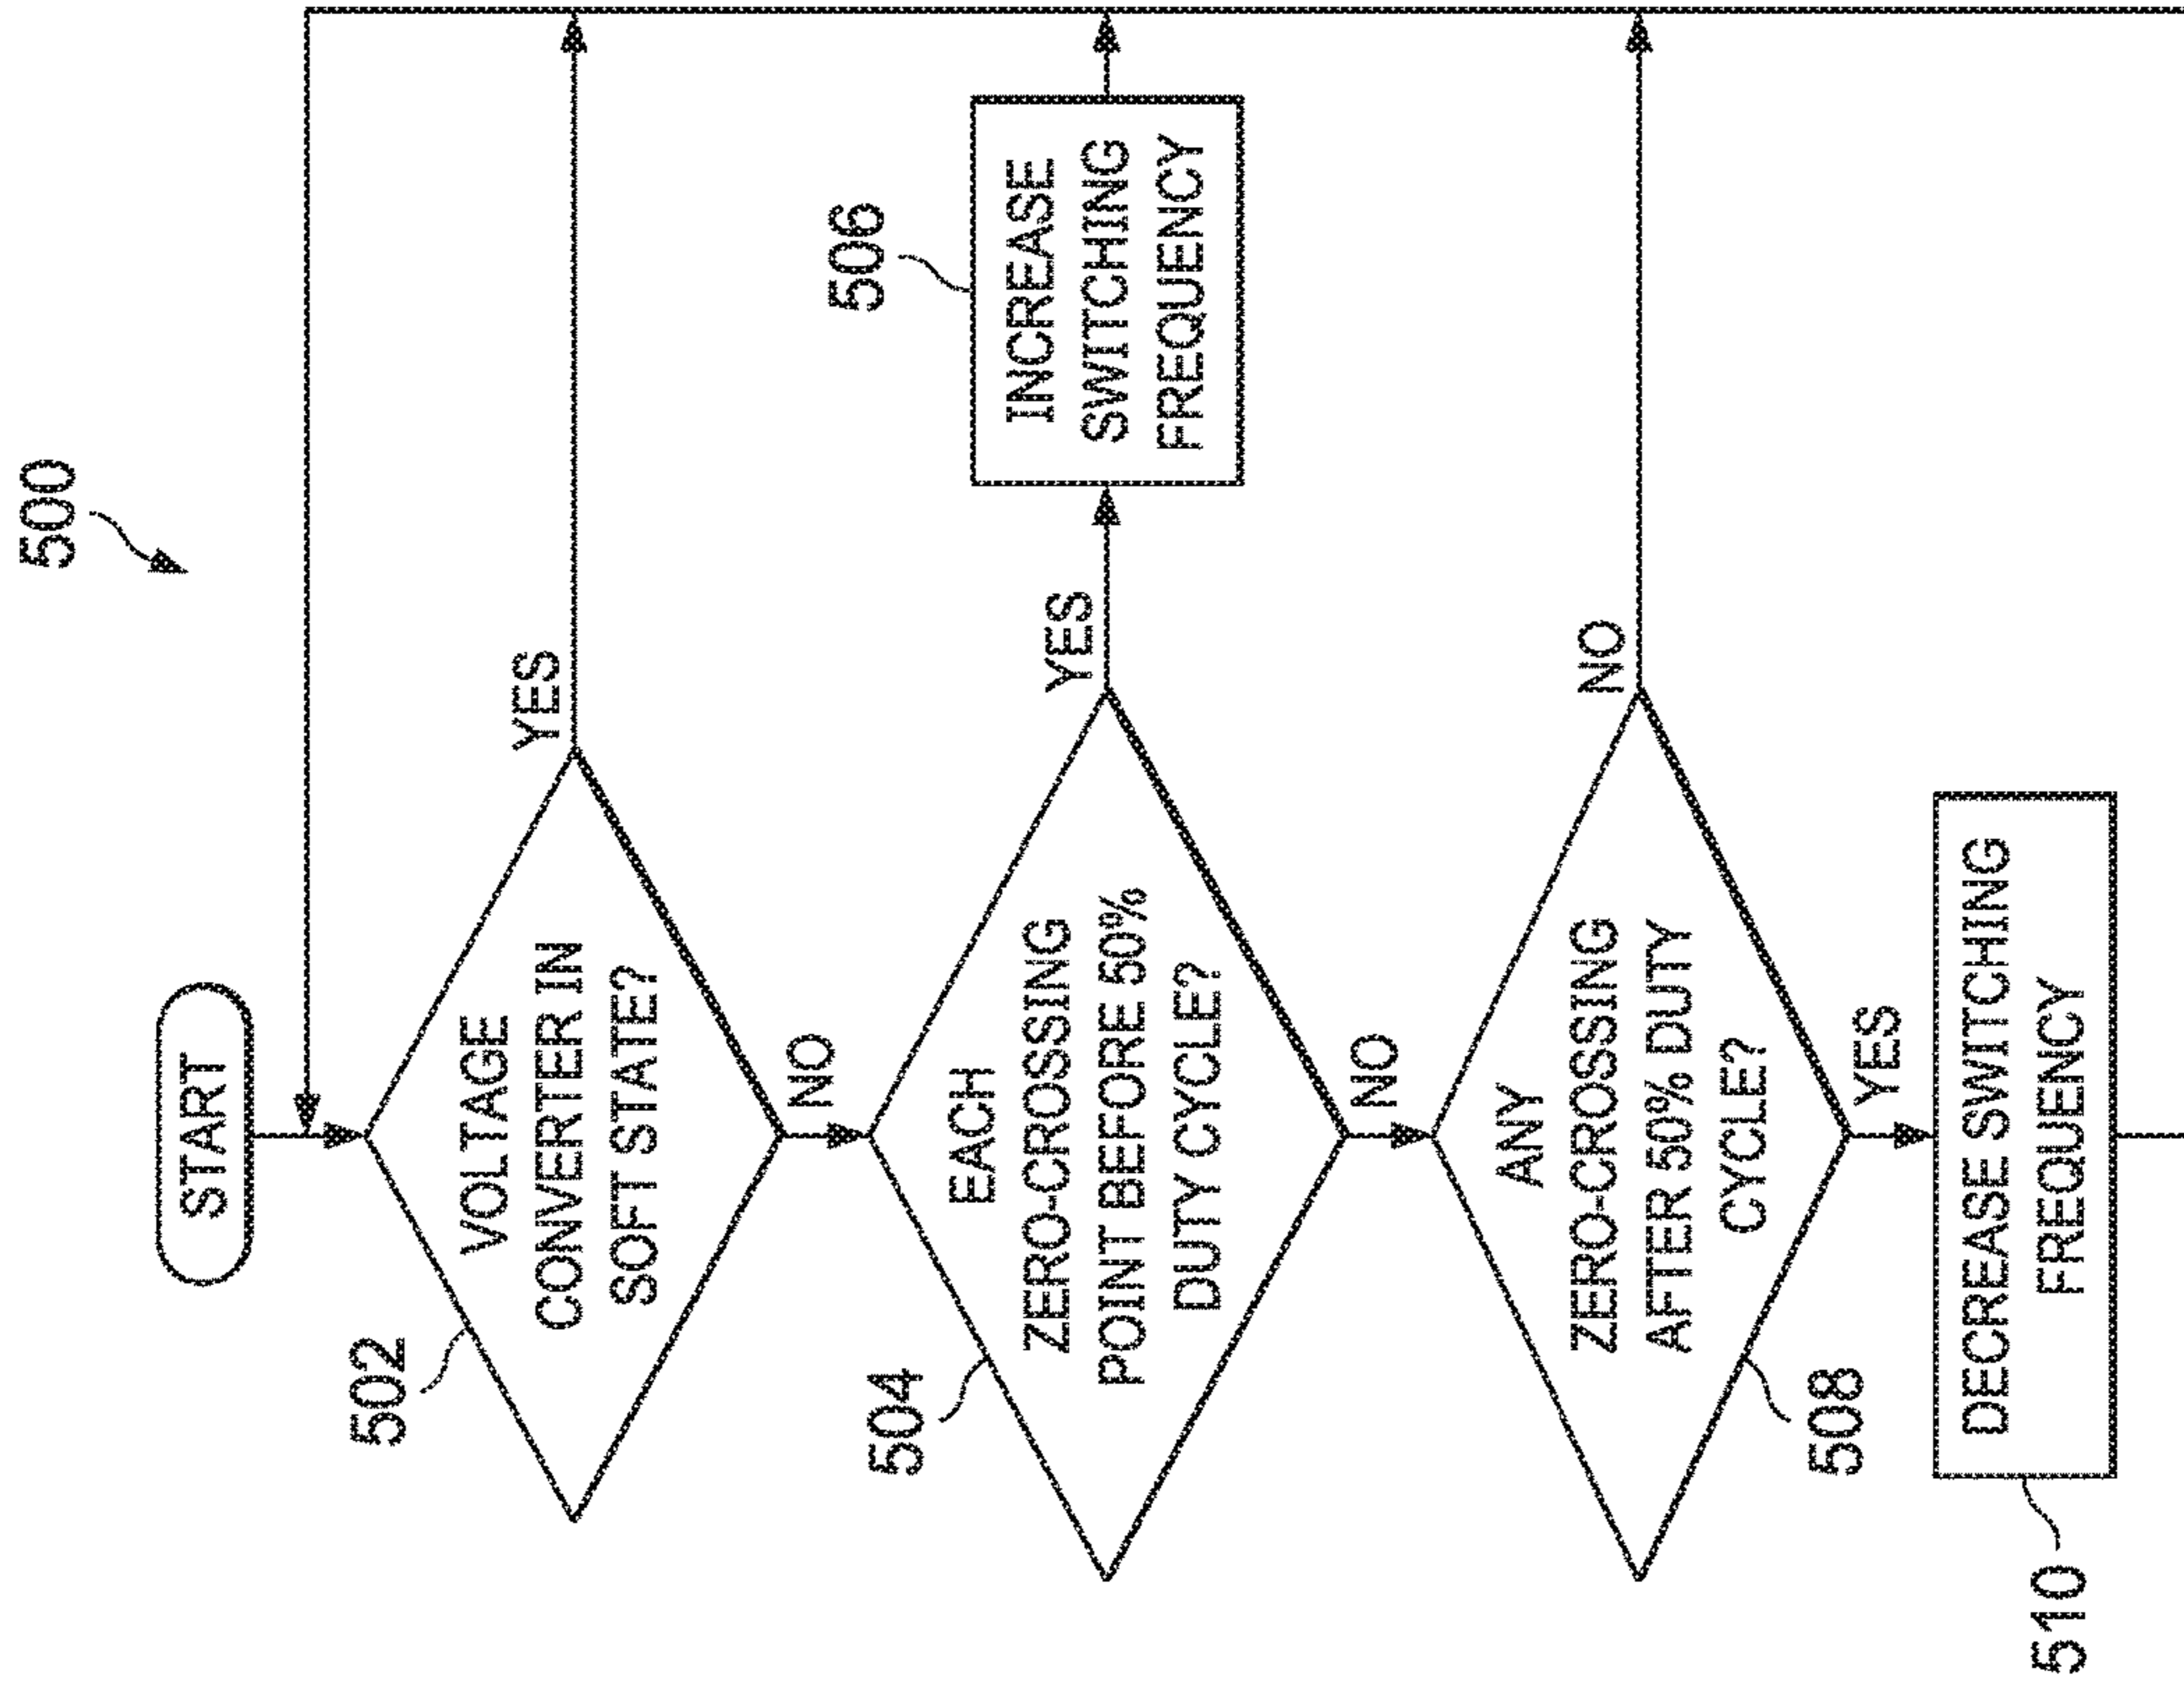 500
START
502
VOLTAGE
CONVERTER IN
SOFT STATE?
YES
NO
504
EACH
ZERO-CROSSING
POINT BEFORE 50%
DUTY CYCLE?
YES
506
INCREASE
SWITCHING
FREQUENCY
NO
ANY
ZERO-CROSSING
AFTER 50% DUTY
CYCLE?
508
NO
YES
510
DECREASE SWITCHING
FREQUENCY